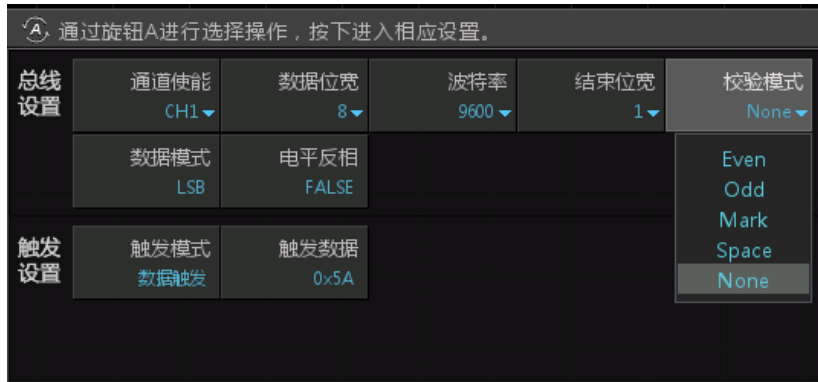 A 通过旋钮A进行选择操作，按下进入相应设置。
总线设置
通道使能 数据位宽 波特率 结束位宽 校验模式
CH1 8 9600 1 None
数据模式 电平反相
LSB FALSE
Even
Odd
Mark
Space
None
触发设置
触发模式 触发数据
数据触发 0x5A